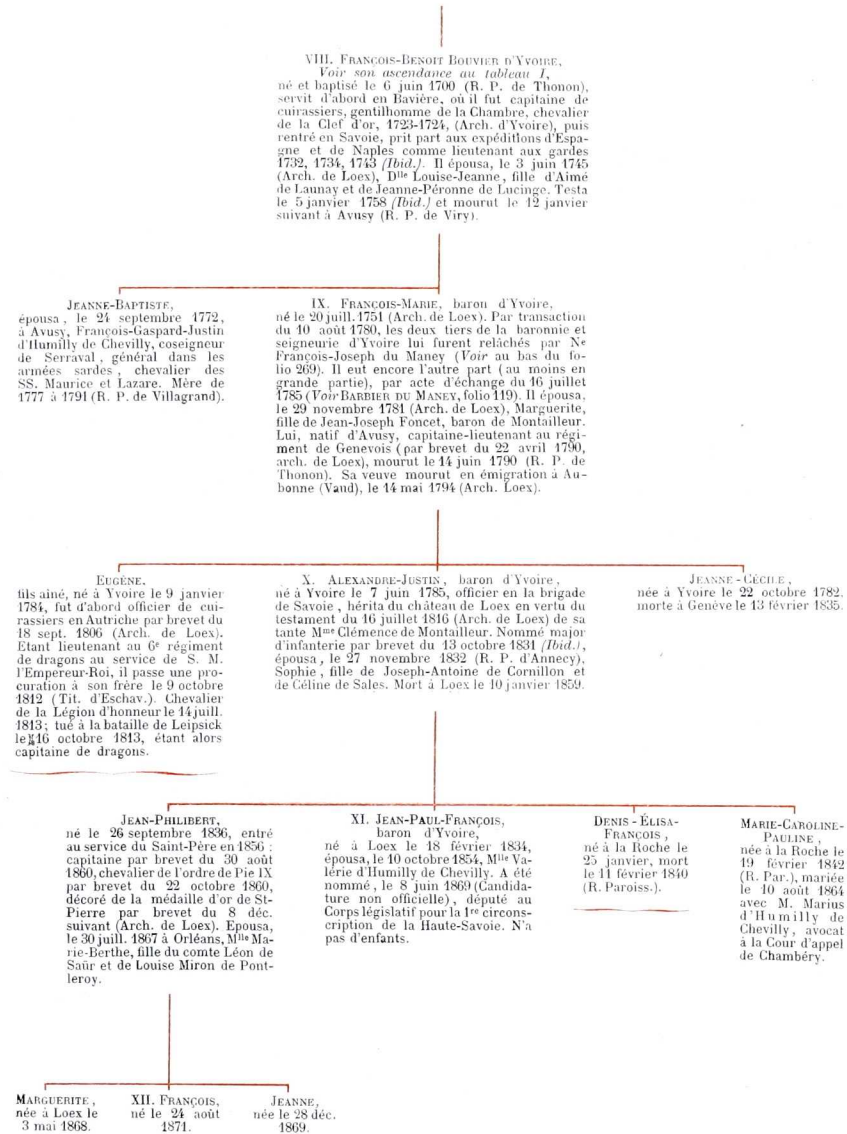 VIII. FRANÇOIS-BENOIT BOUVIER D'YVOIRE,
Voir son ascendance au tableau I,
né et baptisé le 6 juin 1700 (R. P. de Thonon),
servit d'abord en Bavière, où il fut capitaine de
cuirassiers, gentilhomme de la Chambre, chevalier
de la Clef d'or, 1723-1724, (Arch. d'Yvoire), puis
rentré en Savoie, prit part aux expéditions d'Espa-
gne et de Naples comme lieutenant aux gardes
1732, 1734, 1743 (Ibid.). Il épousa, le 3 juin 1745
(Arch. de Loex), Dlle Louise-Jeanne, fille d'Aimé
de Launay et de Jeanne-Péronne de Lucinge. Testa
le 5 janvier 1758 (Ibid.) et mourut le 12 janvier
suivant à Avusy (R. P. de Viry).
JEANNE-BAPTISTE,
épousa, le 24 septembre 1772,
à Avusy, François-Gaspard-Justin
d'Humilly de Chevilly, coseigneur
de Serraval, général dans les
armées sardes, chevalier des
SS. Maurice et Lazare. Mère de
1777 à 1791 (R. P. de Villagrand).
IX. FRANÇOIS-MARIE, baron d'Yvoire,
né le 20 juill. 1751 (Arch. de Loex). Par transaction
du 10 août 1780, les deux tiers de la baronnie et
seigneurie d'Yvoire lui furent relâchés par Ne
François-Joseph du Maney (Voir au bas du fo-
lio 269). Il eut encore l'autre part (au moins en
grande partie), par acte d'échange du 16 juillet
1785 (Voir BARBIER DU MANEY, folio 119). Il épousa,
le 29 novembre 1781 (Arch. de Loex), Marguerite,
fille de Jean-Joseph Foncet, baron de Montailleur.
Lui, natif d'Avusy, capitaine-lieutenant au régi-
ment de Genevois (par brevet du 22 avril 1790,
arch. de Loex), mourut le 14 juin 1790 (R. P. de
Thonon). Sa veuve mourut en émigration à Au-
bonne (Vaud), le 14 mai 1794 (Arch. Loex).
EUGÈNE,
fils ainé, né à Yvoire le 9 janvier
1784, fut d'abord officier de cui-
rassiers en Autriche par brevet du
18 sept. 1806 (Arch. de Loex).
Etant lieutenant au 6e régiment
de dragons au service de S. M.
l'Empereur-Roi, il passe une pro-
curation à son frère le 9 octobre
1812 (Tit. d'Eschav.). Chevalier
de la Légion d'honneur le 14 juill.
1813; tué à la bataille de Leipsick
le 16 octobre 1813, étant alors
capitaine de dragons.
X. ALEXANDRE-JUSTIN, baron d'Yvoire,
né à Yvoire le 7 juin 1785, officier en la brigade
de Savoie, hérita du château de Loex en vertu du
testament du 16 juillet 1816 (Arch. de Loex) de sa
tante Mme Clémence de Montailleur. Nommé major
d'infanterie par brevet du 13 octobre 1831 (Ibid.),
épousa, le 27 novembre 1832 (R. P. d'Annecy),
Sophie, fille de Joseph-Antoine de Cornillon et
de Céline de Sales. Mort à Loex le 10 janvier 1859.
JEANNE-CÉCILE,
née à Yvoire le 22 octobre 1782.
morte à Genève le 13 février 1835.
JEAN-PHILIBERT,
né le 26 septembre 1836, entré
au service du Saint-Père en 1856 :
capitaine par brevet du 30 août
1860, chevalier de l'ordre de Pie IX
par brevet du 22 octobre 1860,
décoré de la médaille d'or de St-
Pierre par brevet du 8 déc.
suivant (Arch. de Loex). Epousa,
le 30 juill. 1867 à Orléans, Mlle Ma-
rie-Berthe, fille du comte Léon de
Saür et de Louise Miron de Pont-
leroy.
XI. JEAN-PAUL-FRANÇOIS,
baron d'Yvoire,
né à Loex le 18 février 1834,
épousa, le 10 octobre 1854, Mlle Va-
lérie d'Humilly de Chevilly. A été
nommé, le 8 juin 1869 (Candida-
ture non officielle), député au
Corps législatif pour la 1re circons-
cription de la Haute-Savoie. N'a
pas d'enfants.
DENIS-ÉLISA-
FRANÇOIS,
né à la Roche le
25 janvier, mort
le 11 février 1840
(R. Paroiss.).
MARIE-CAROLINE-
PAULINE,
née à la Roche le
19 février 1842
(R. Par.), mariée
le 10 août 1864
avec M. Marius
d'Humilly de
Chevilly, avocat
à la Cour d'appel
de Chambéry.
MARGUERITE,
née à Loex le
3 mai 1868.
XII. FRANÇOIS,
né le 24 août
1871.
JEANNE,
née le 28 déc.
1869.